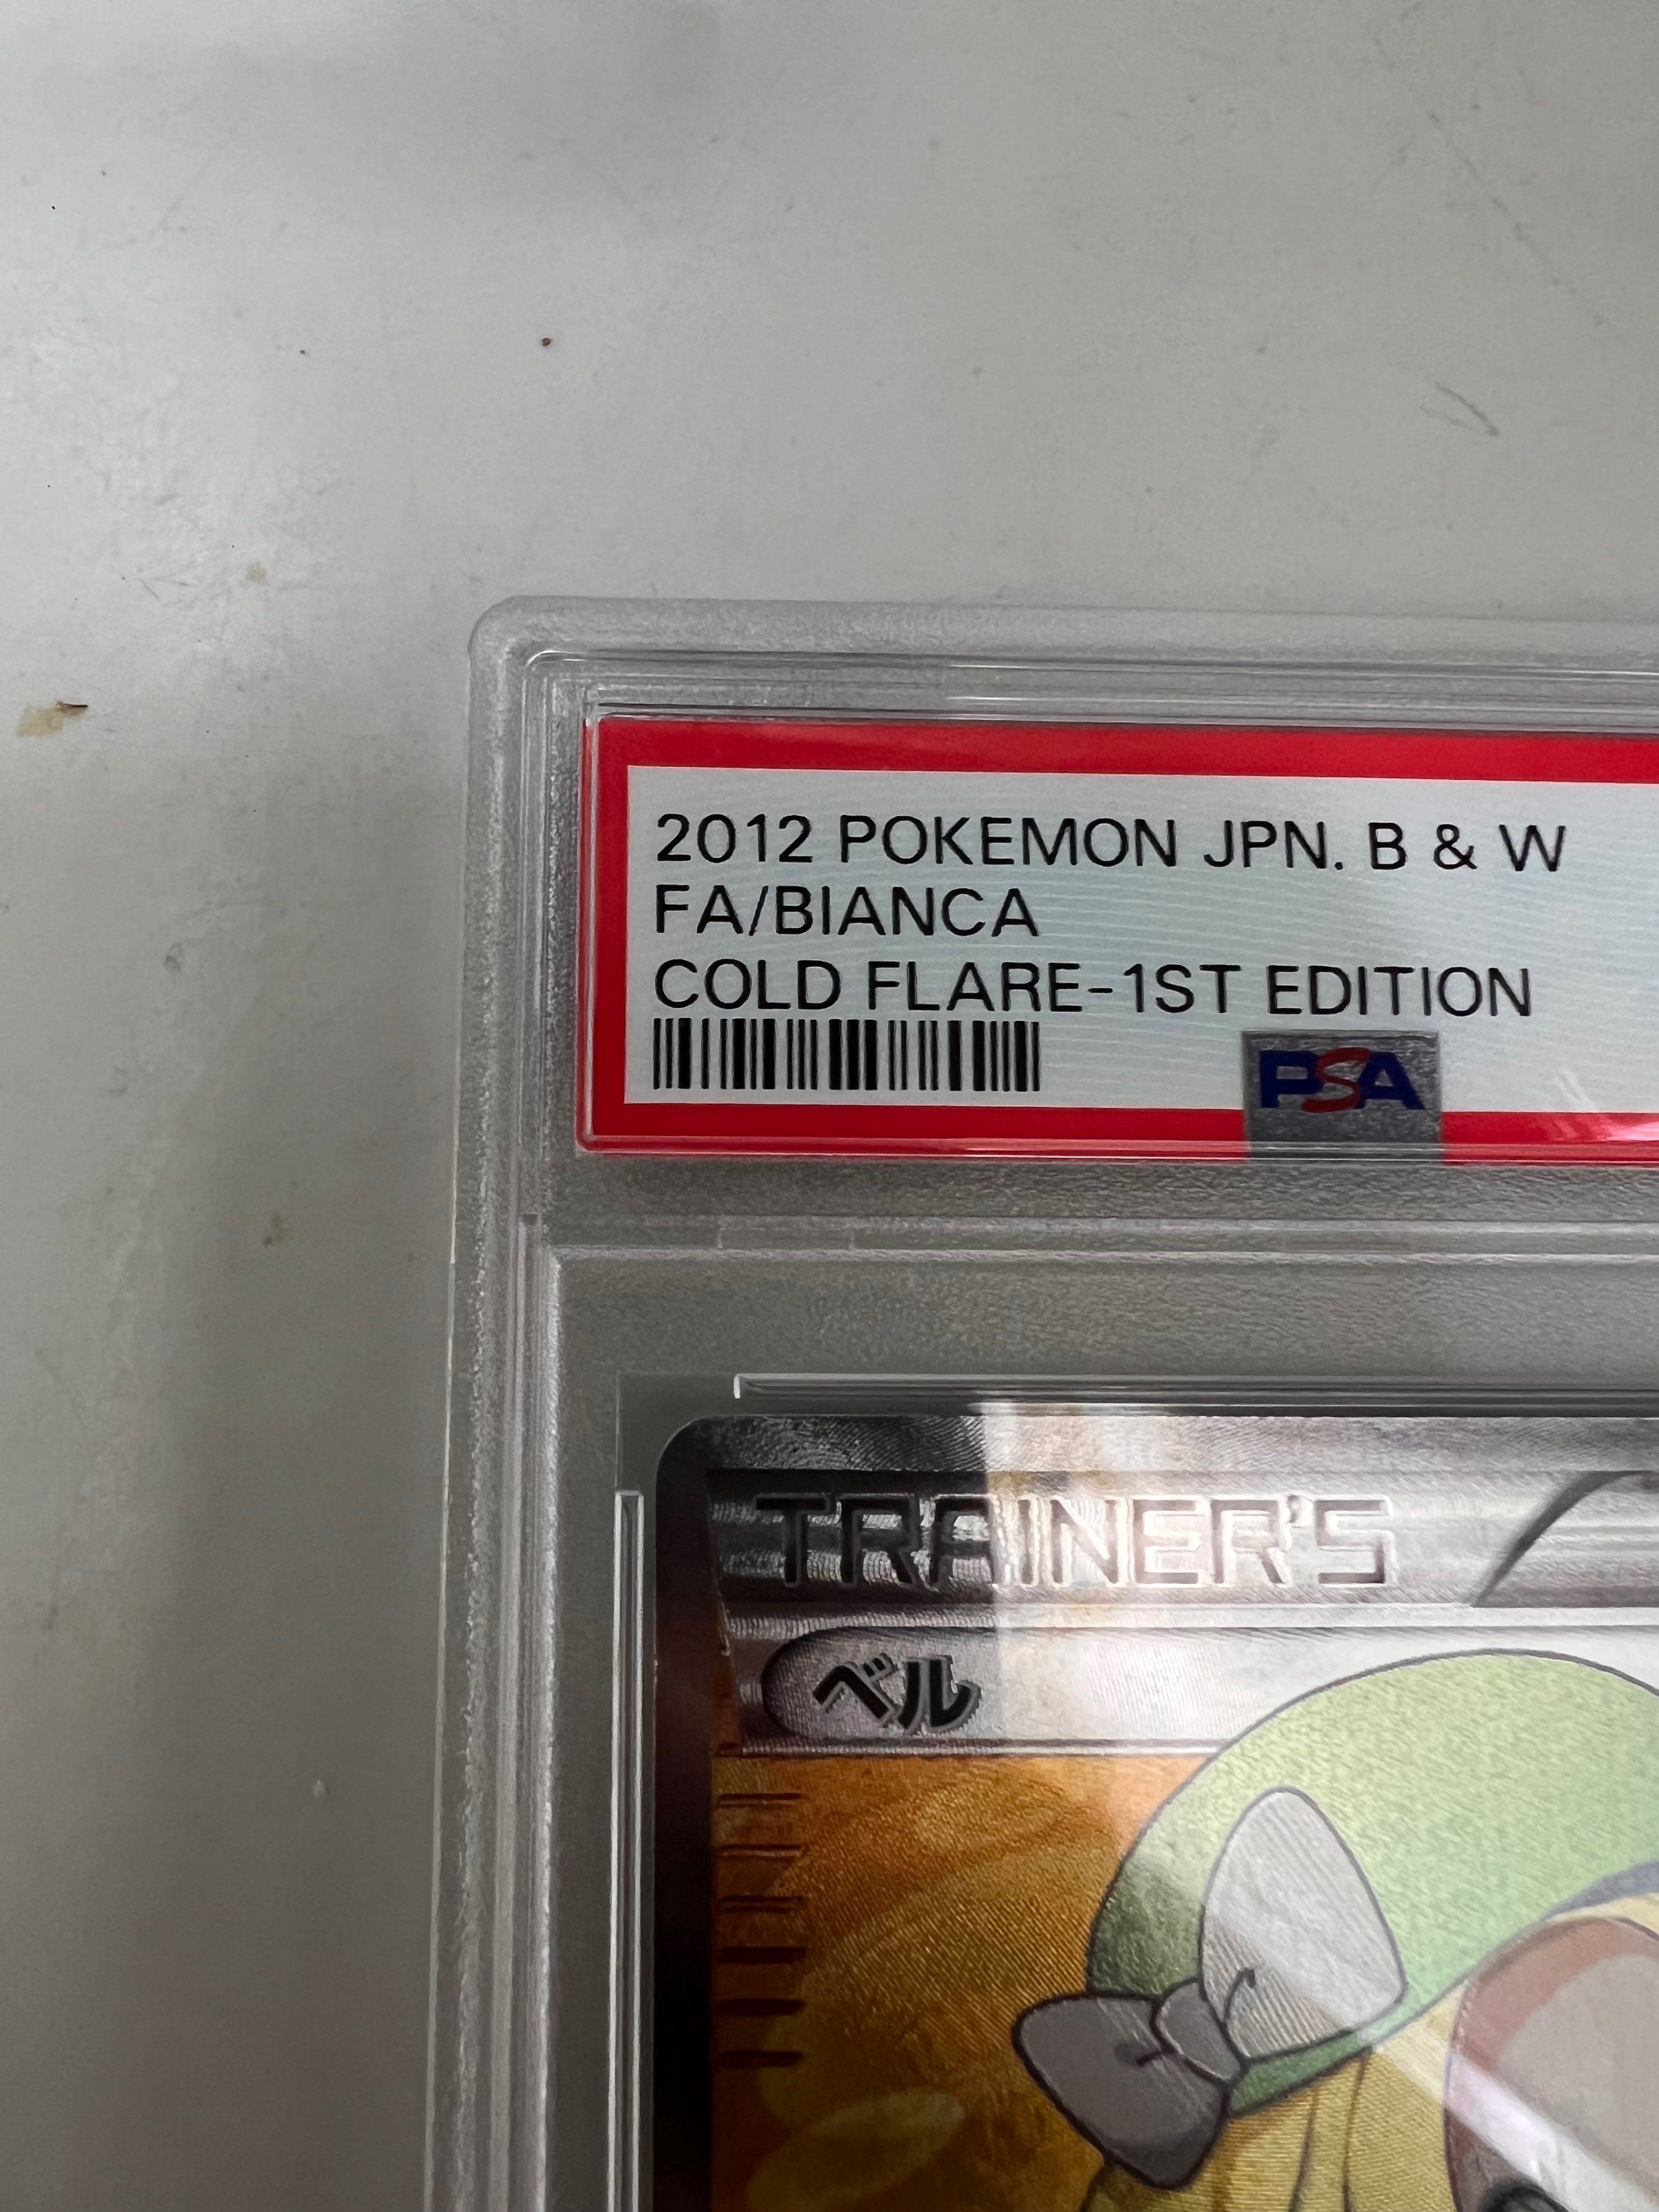 2012 POKEMON JPN. B & W
FA/BIANCA
COLD FLARE-1ST EDITION
PSA
TRAINER'S
ベル